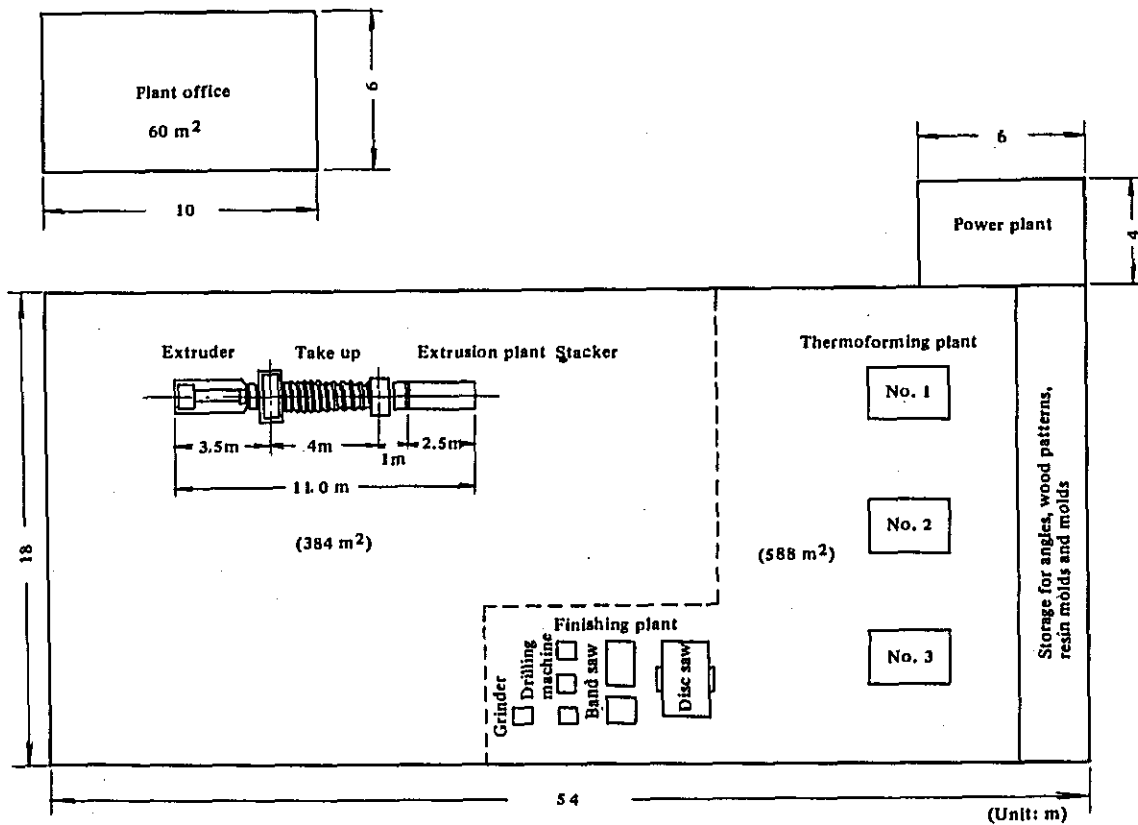 Plant office
60 m²
6
10
6
Power plant
4
Extruder
Take up
Extrusion plant Stacker
3.5m
4m
1m
2.5m
11.0 m
(384 m²)
18
Thermoforming plant
No. 1
No. 2
(588 m²)
No. 3
Storage for angles, wood patterns,
resin molds and molds
Finishing plant
Grinder
Drilling
machine
Band saw
Disc saw
54
(Unit: m)